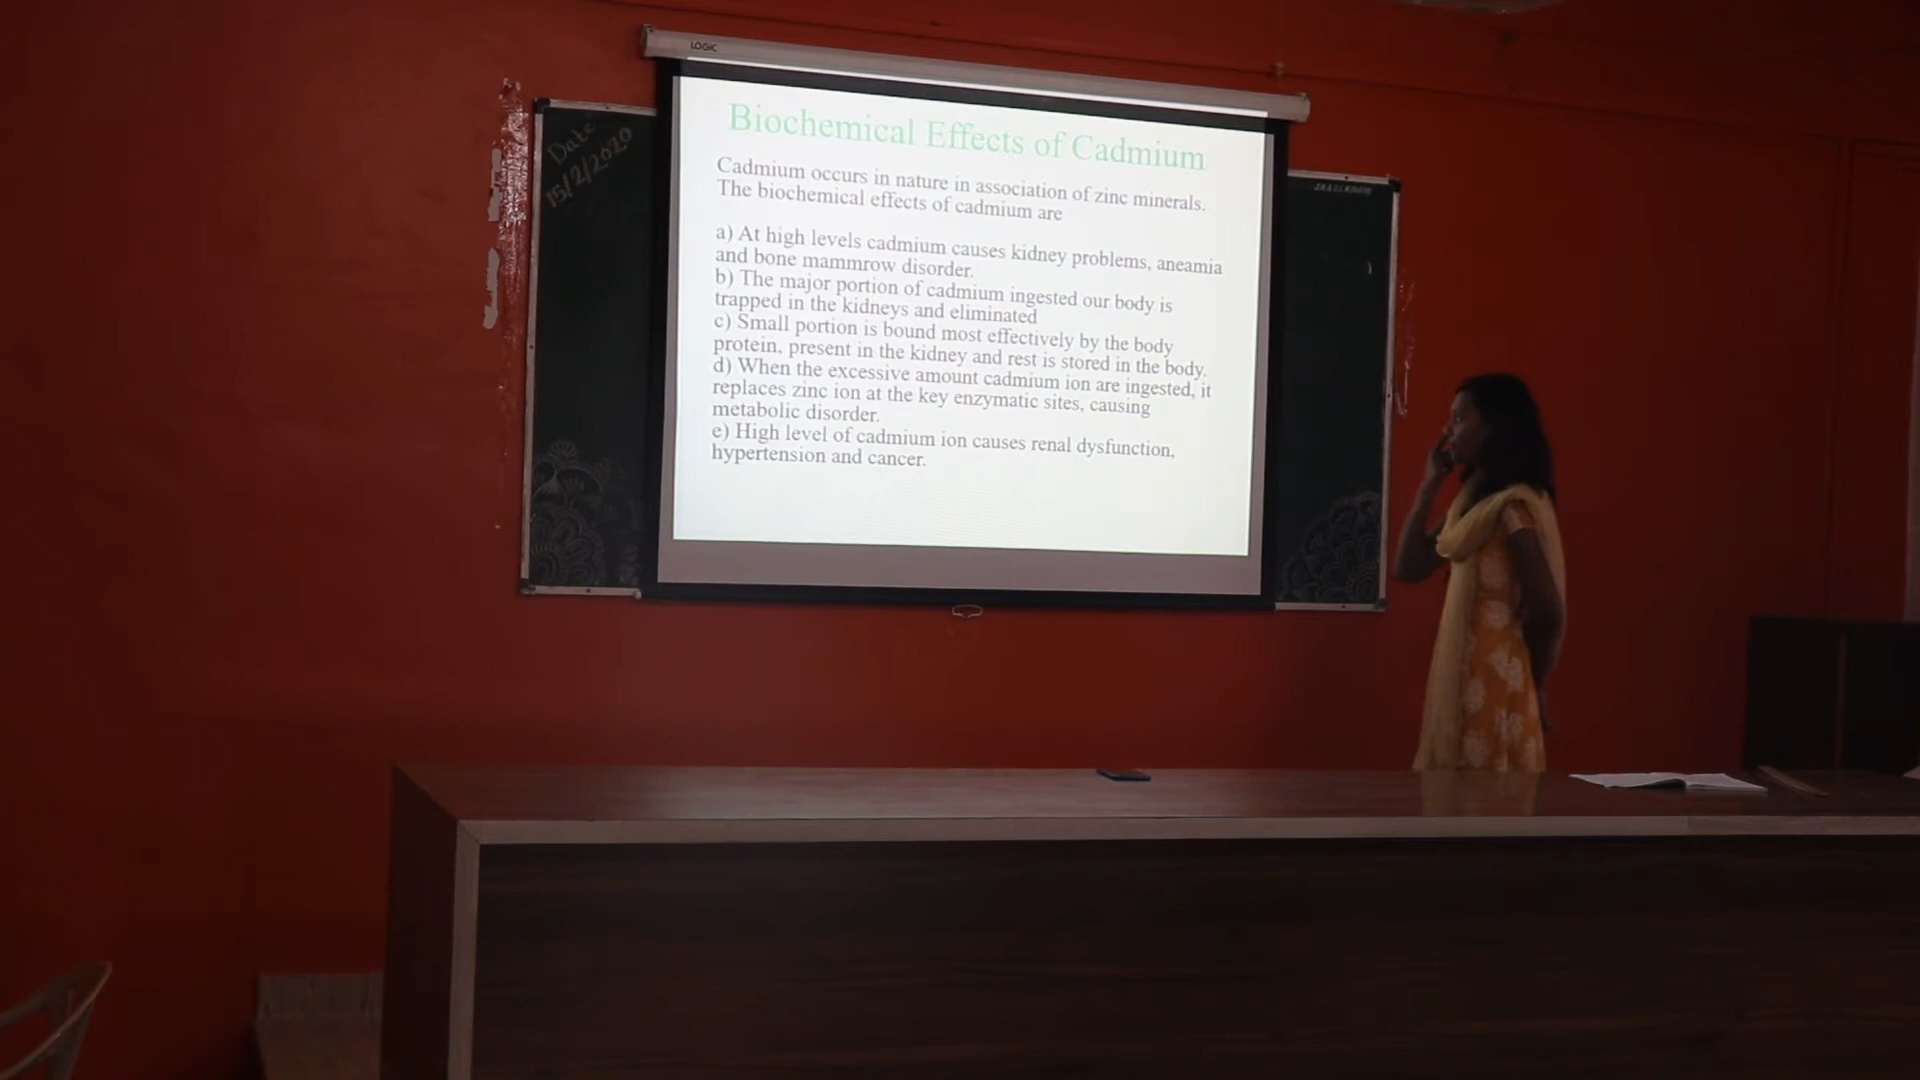 LOGIC
Date
15/2/2020
Biochemical Effects of Cadmium
Cadmium occurs in nature in association of zinc minerals.
The biochemical effects of cadmium are
a) At high levels cadmium causes kidney problems, aneamia
and bone mammrow disorder.
b) The major portion of cadmium ingested our body is
trapped in the kidneys and eliminated
c) Small portion is bound most effectively by the body
protein, present in the kidney and rest is stored in the body.
d) When the excessive amount cadmium ion are ingested, it
replaces zinc ion at the key enzymatic sites, causing
metabolic disorder.
e) High level of cadmium ion causes renal dysfunction,
hypertension and cancer.